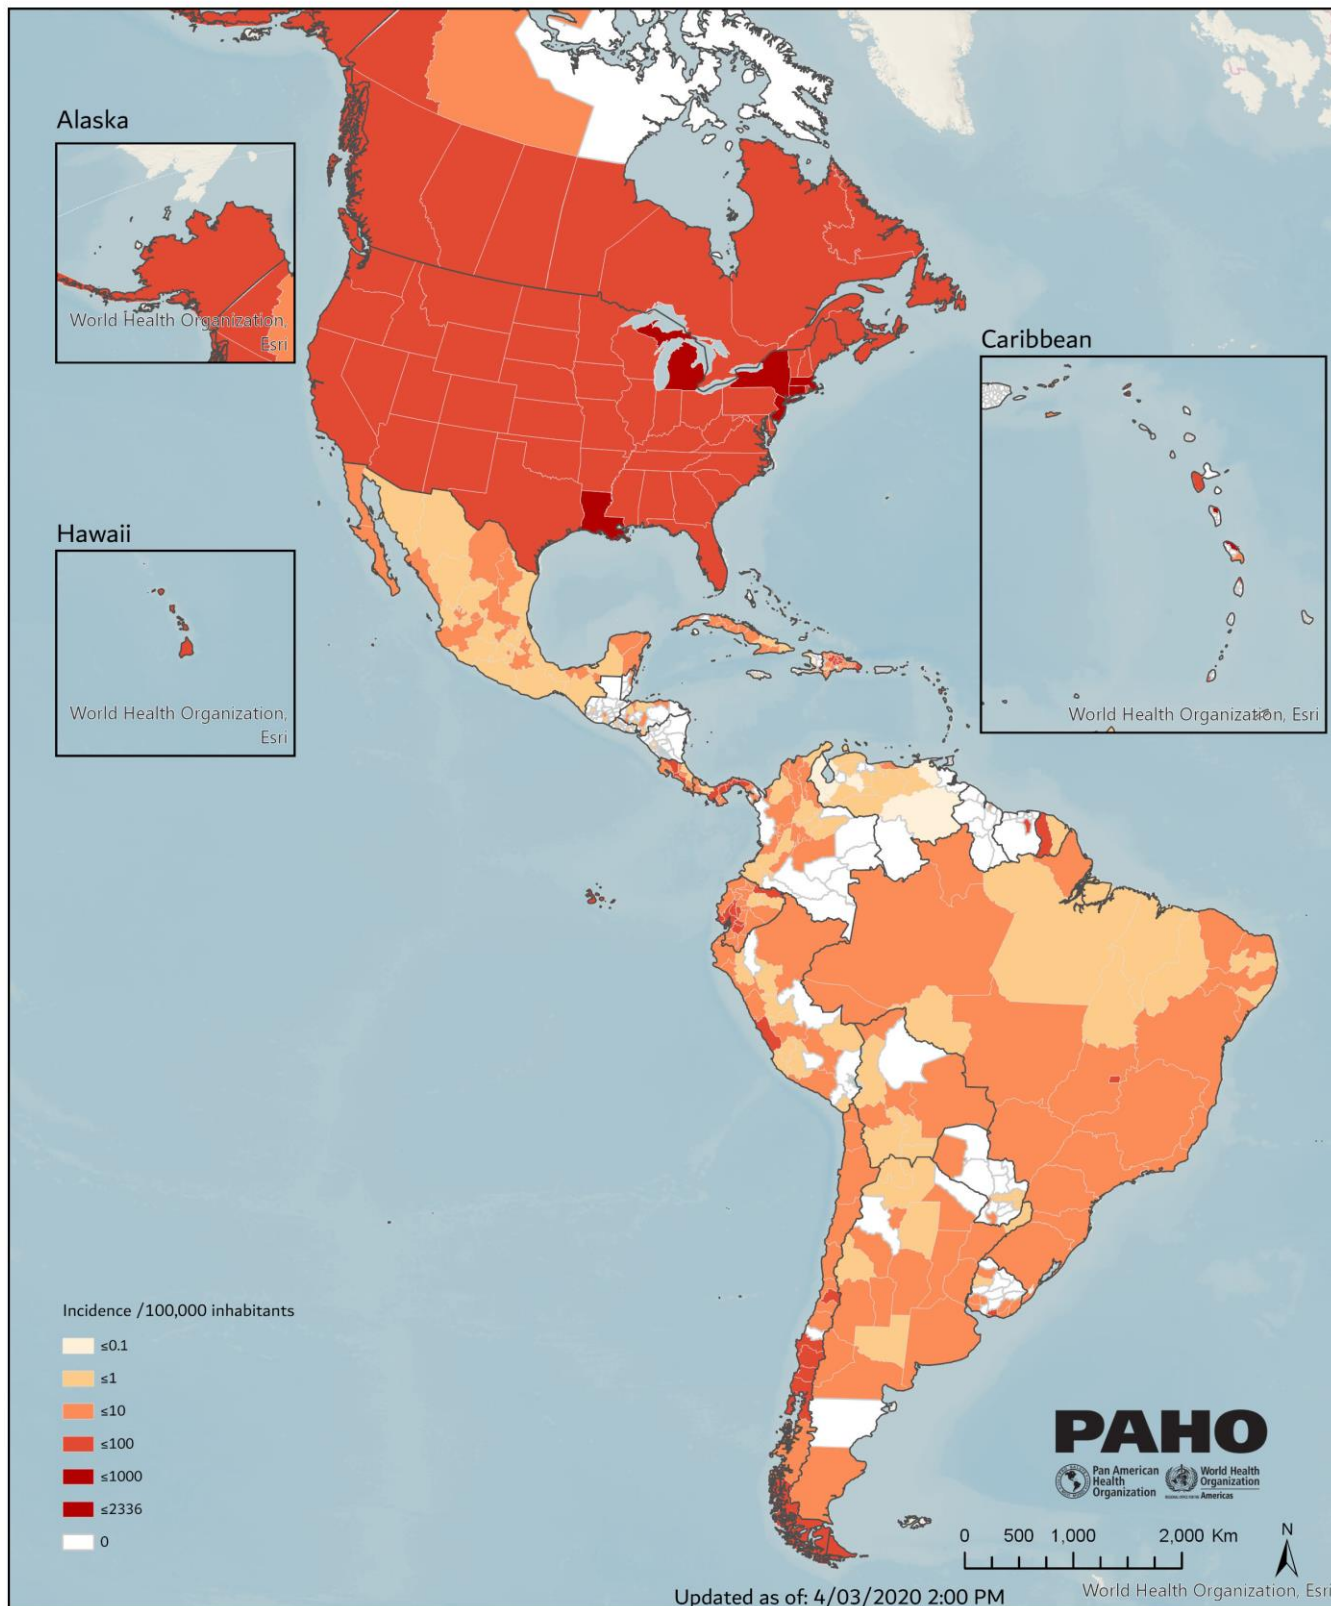 Alaska
World Health Organization,
Esri
Caribbean
World Health Organization, Esri
Hawaii
World Health Organization,
Esri
Incidence /100,000 inhabitants
≤0.1
≤1
≤10
≤100
≤1000
≤2336
0
PAHO
Pan American
Health
Organization
World Health
Organization
Americas
0 500 1,000 2,000 Km
N
Updated as of: 4/03/2020 2:00 PM
World Health Organization, Esri